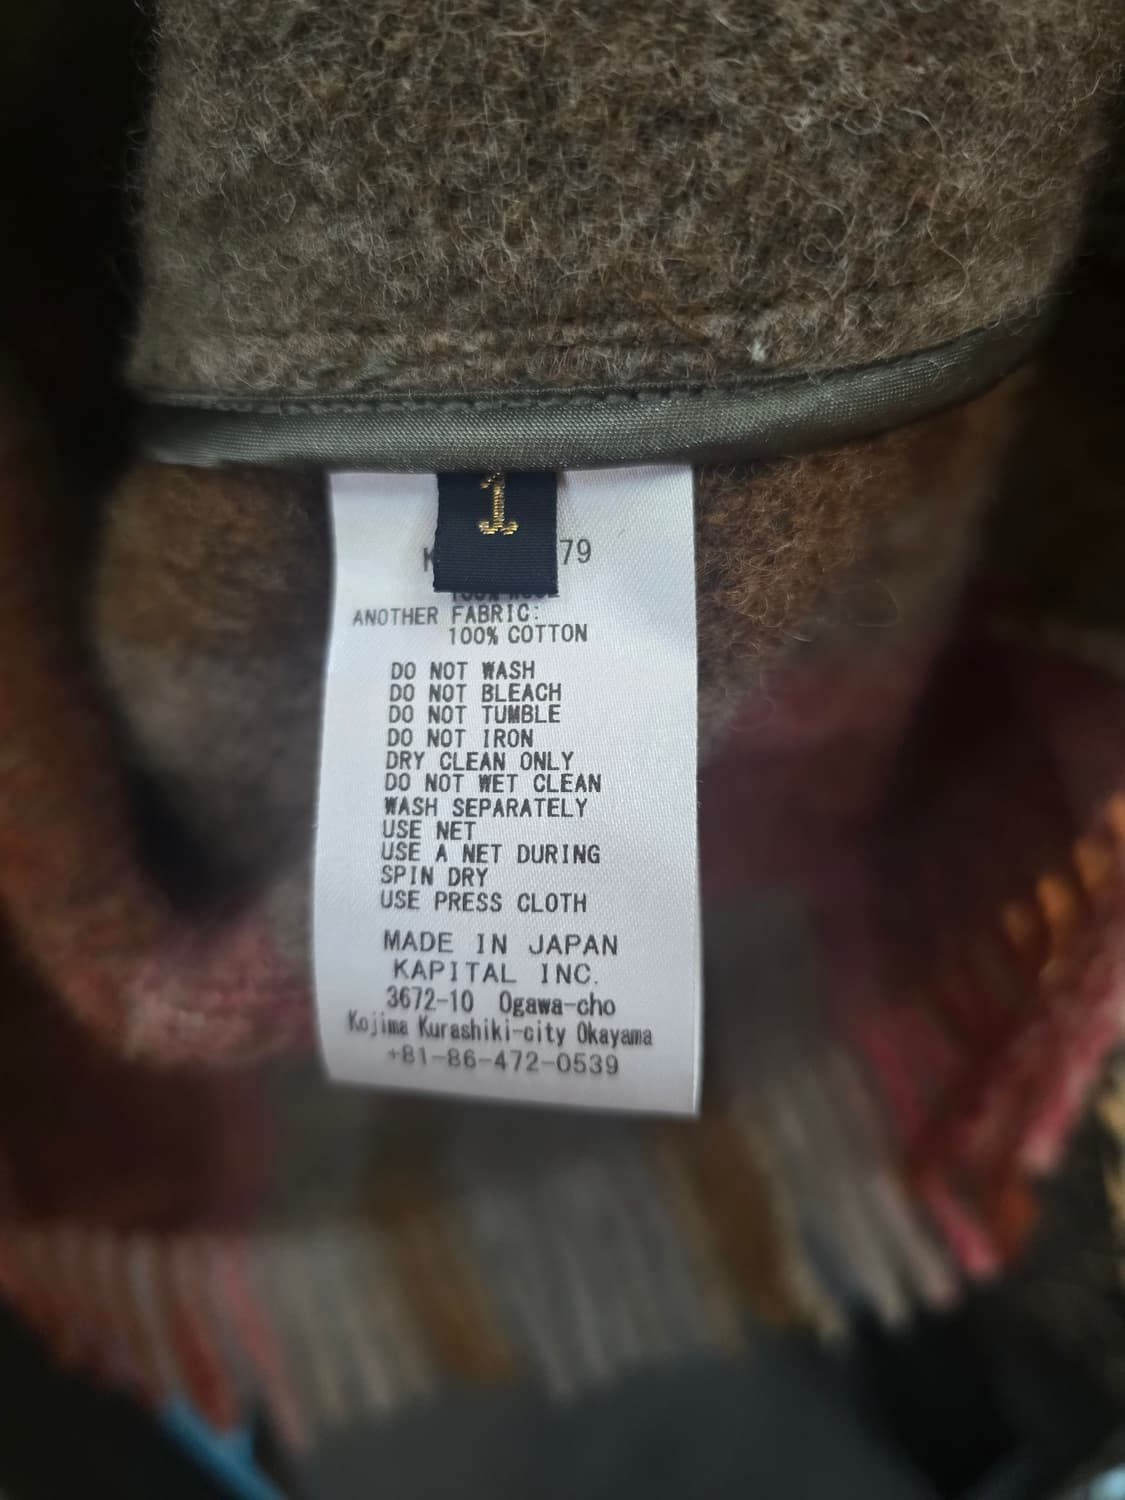 1
79
ANOTHER FABRIC:
100% COTTON
DO NOT WASH
DO NOT BLEACH
DO NOT TUMBLE
DO NOT IRON
DRY CLEAN ONLY
DO NOT WET CLEAN
WASH SEPARATELY
USE NET
USE A NET DURING
SPIN DRY
USE PRESS CLOTH
MADE IN JAPAN
KAPITAL INC.
3672-10 Ogawa-cho
Kojima Kurashiki-city Okayama
+81-86-472-0539